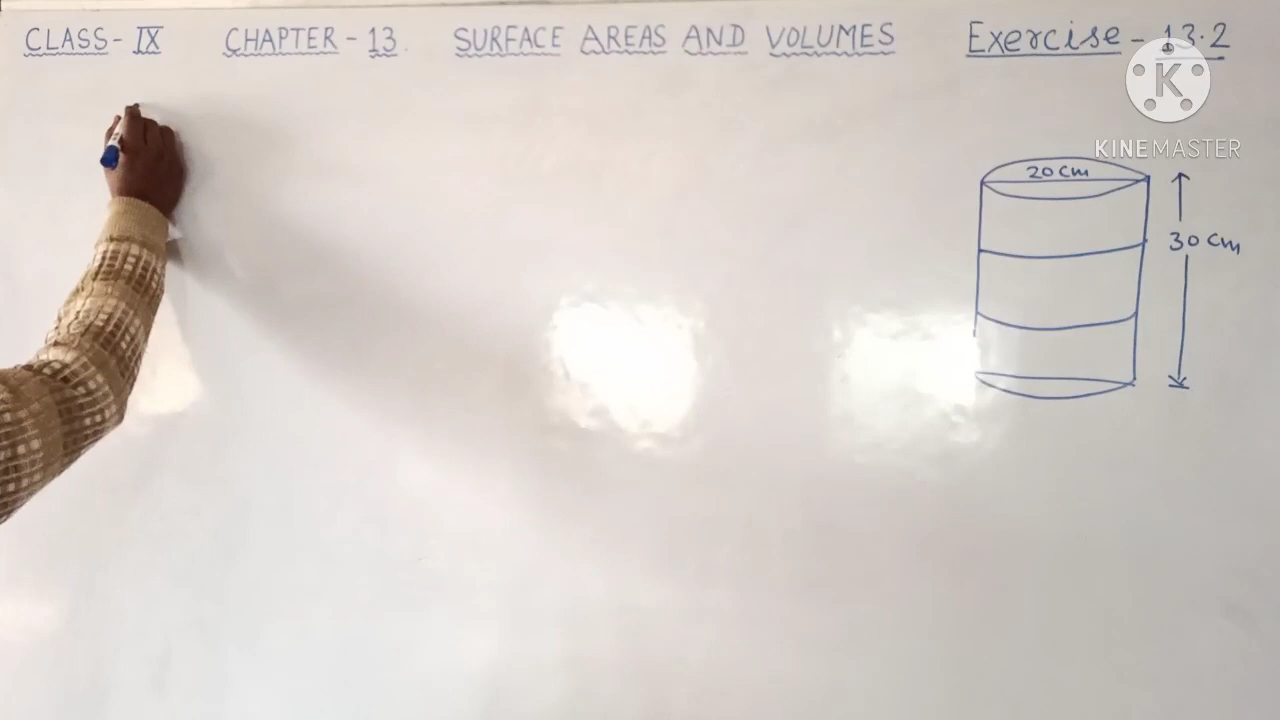 CLASS- IX CHAPTER - 13. SURFACE AREAS AND VOLUMES Exercise - 13.2
K
KINEMASTER
20 cm
30 cm